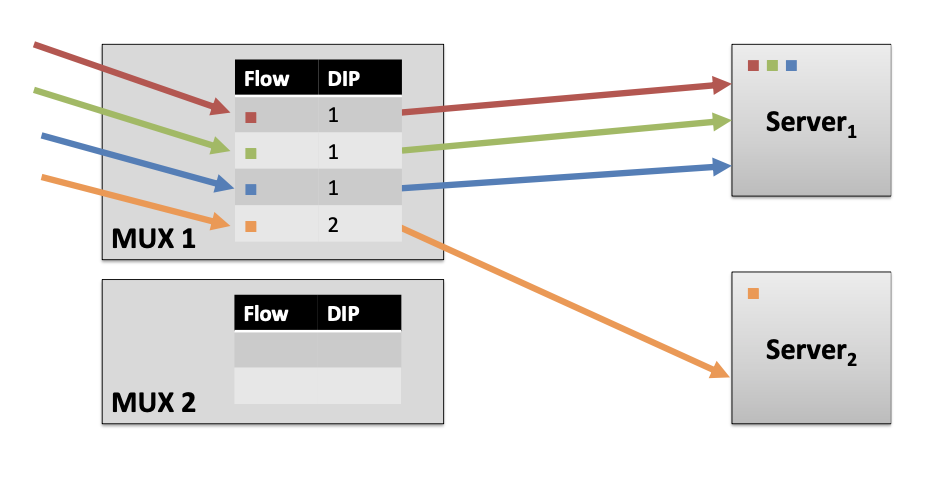 Flow DIP
1
1
1
2
MUX 1
Flow DIP
MUX 2
Server1
Server2